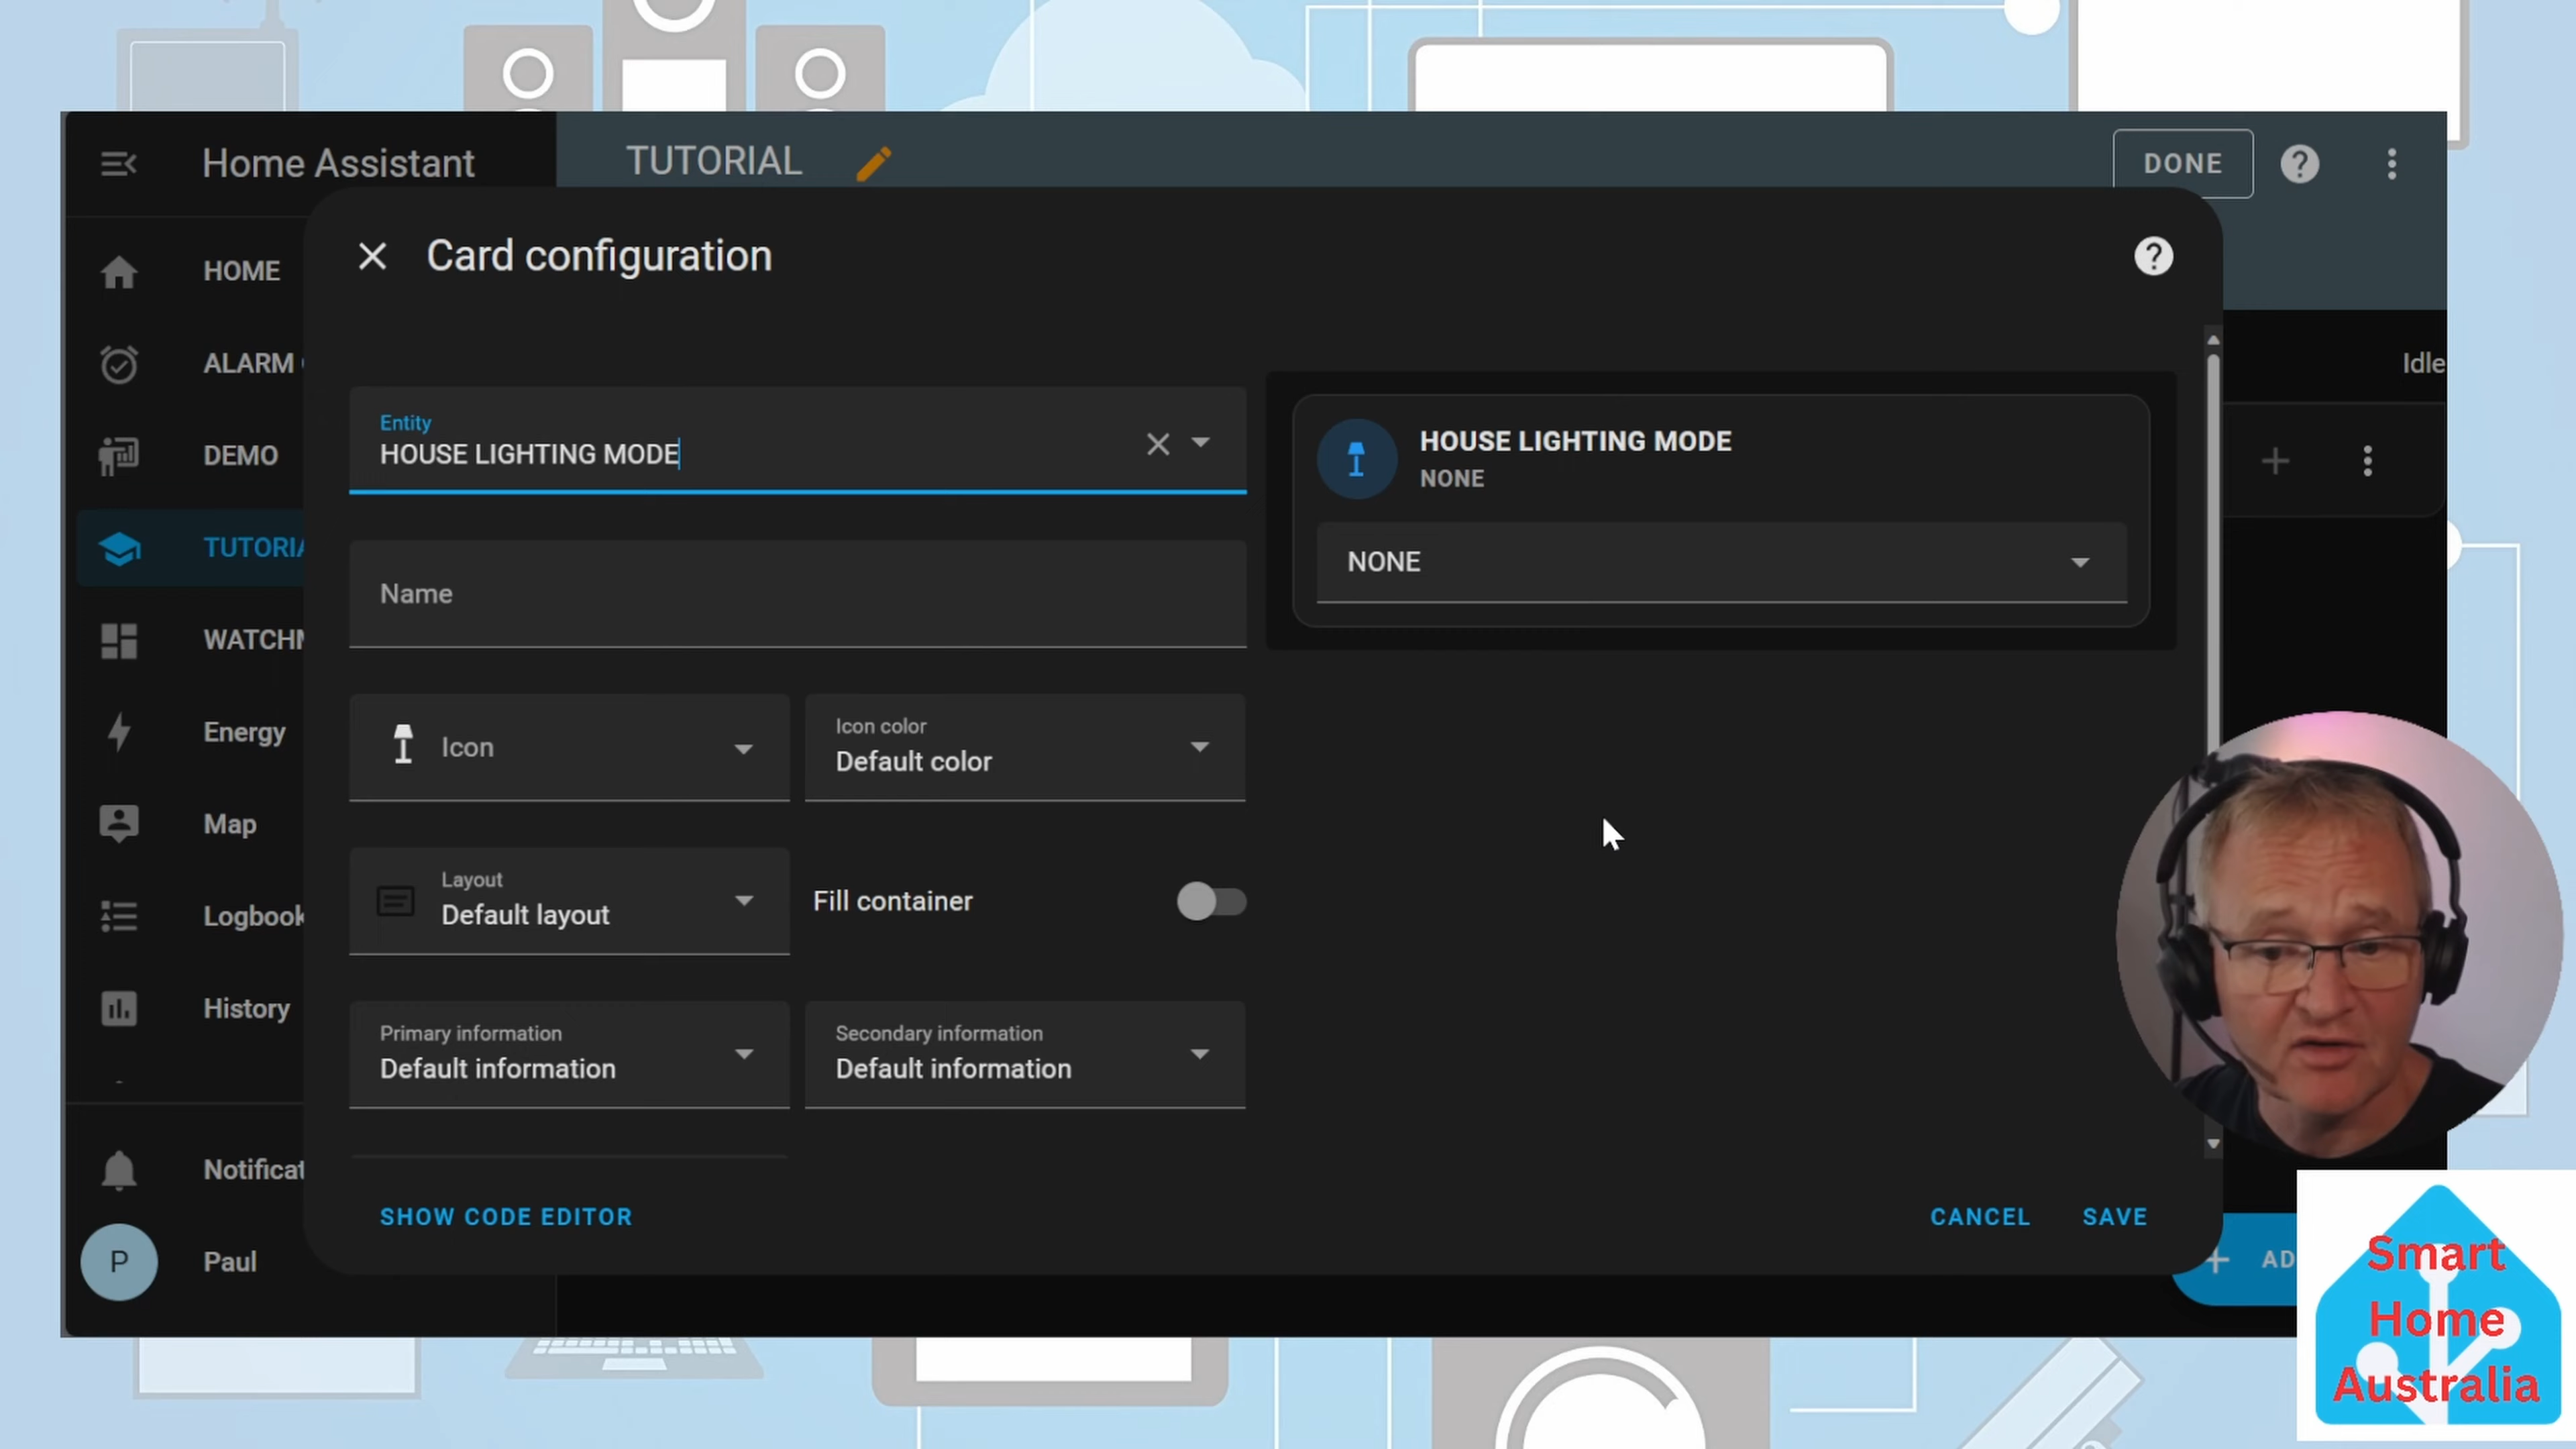 Home Assistant
TUTORIAL
DONE
HOME
ALARM
DEMO
TUTORIA
WATCHM
Energy
Map
Logbook
History
Notificat
P
Paul
Card configuration
Entity
HOUSE LIGHTING MODE
Name
Icon
Icon color
Default color
Layout
Default layout
Fill container
Primary information
Default information
Secondary information
Default information
SHOW CODE EDITOR
HOUSE LIGHTING MODE
NONE
NONE
CANCEL
SAVE
Idle
AD
Smart
Home
Australia